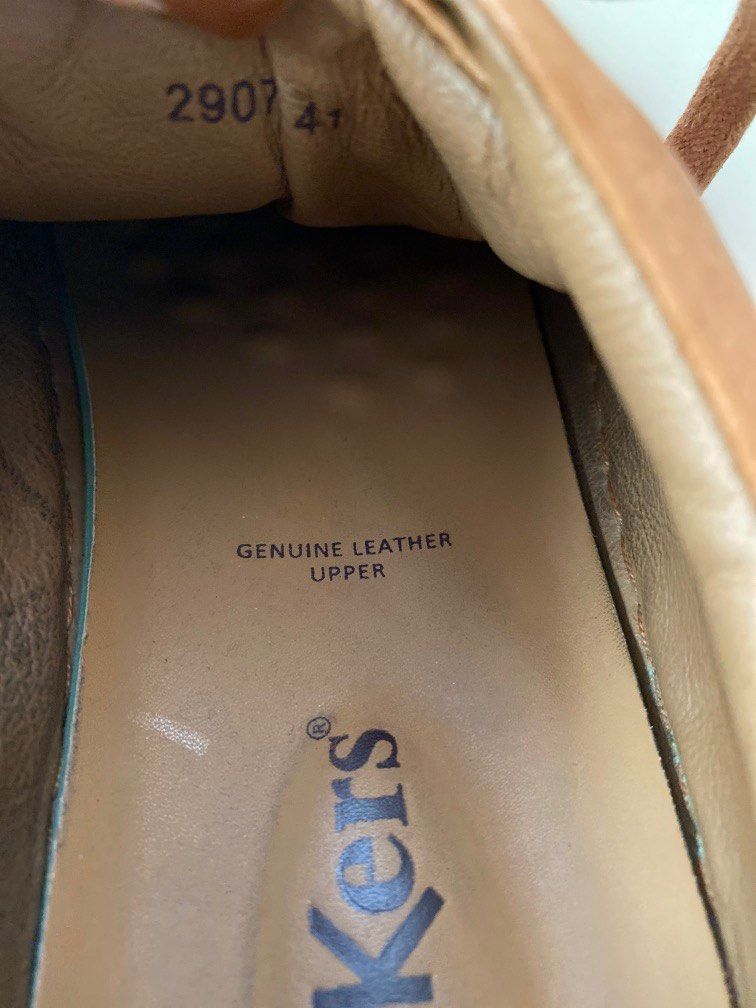 2907 41
GENUINE LEATHER
UPPER
Kers®